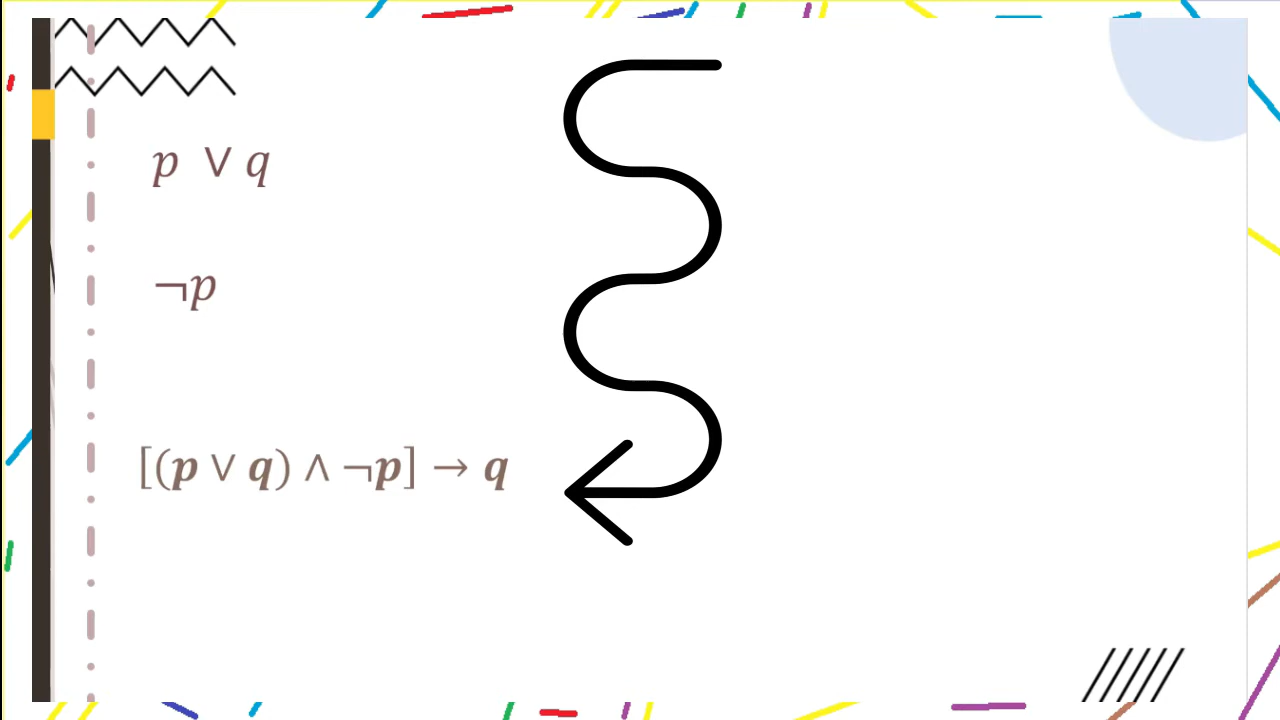 p ∨ q
¬p
[(p ∨ q) ∧ ¬p] → q